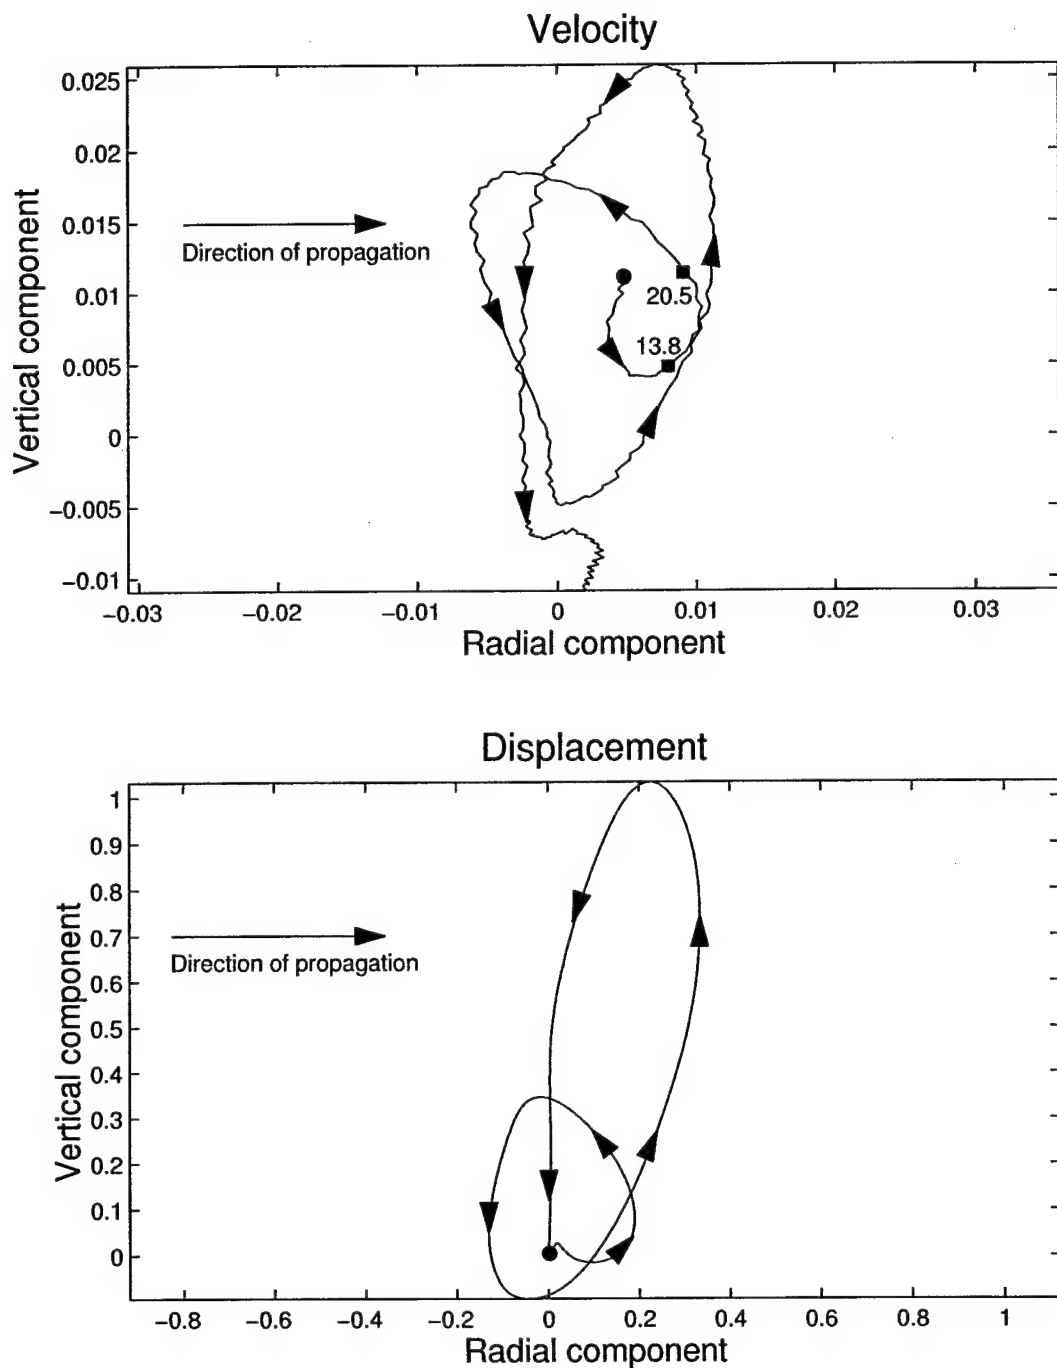 Velocity
0.025
0.02
0.015
0.01
0.005
0
−0.005
−0.01
Vertical component
Direction of propagation
20.5
13.8
−0.03 −0.02 −0.01 0 0.01 0.02 0.03
Radial component
Displacement
1
0.9
0.8
0.7
0.6
0.5
0.4
0.3
0.2
0.1
0
Vertical component
Direction of propagation
−0.8 −0.6 −0.4 −0.2 0 0.2 0.4 0.6 0.8 1
Radial component